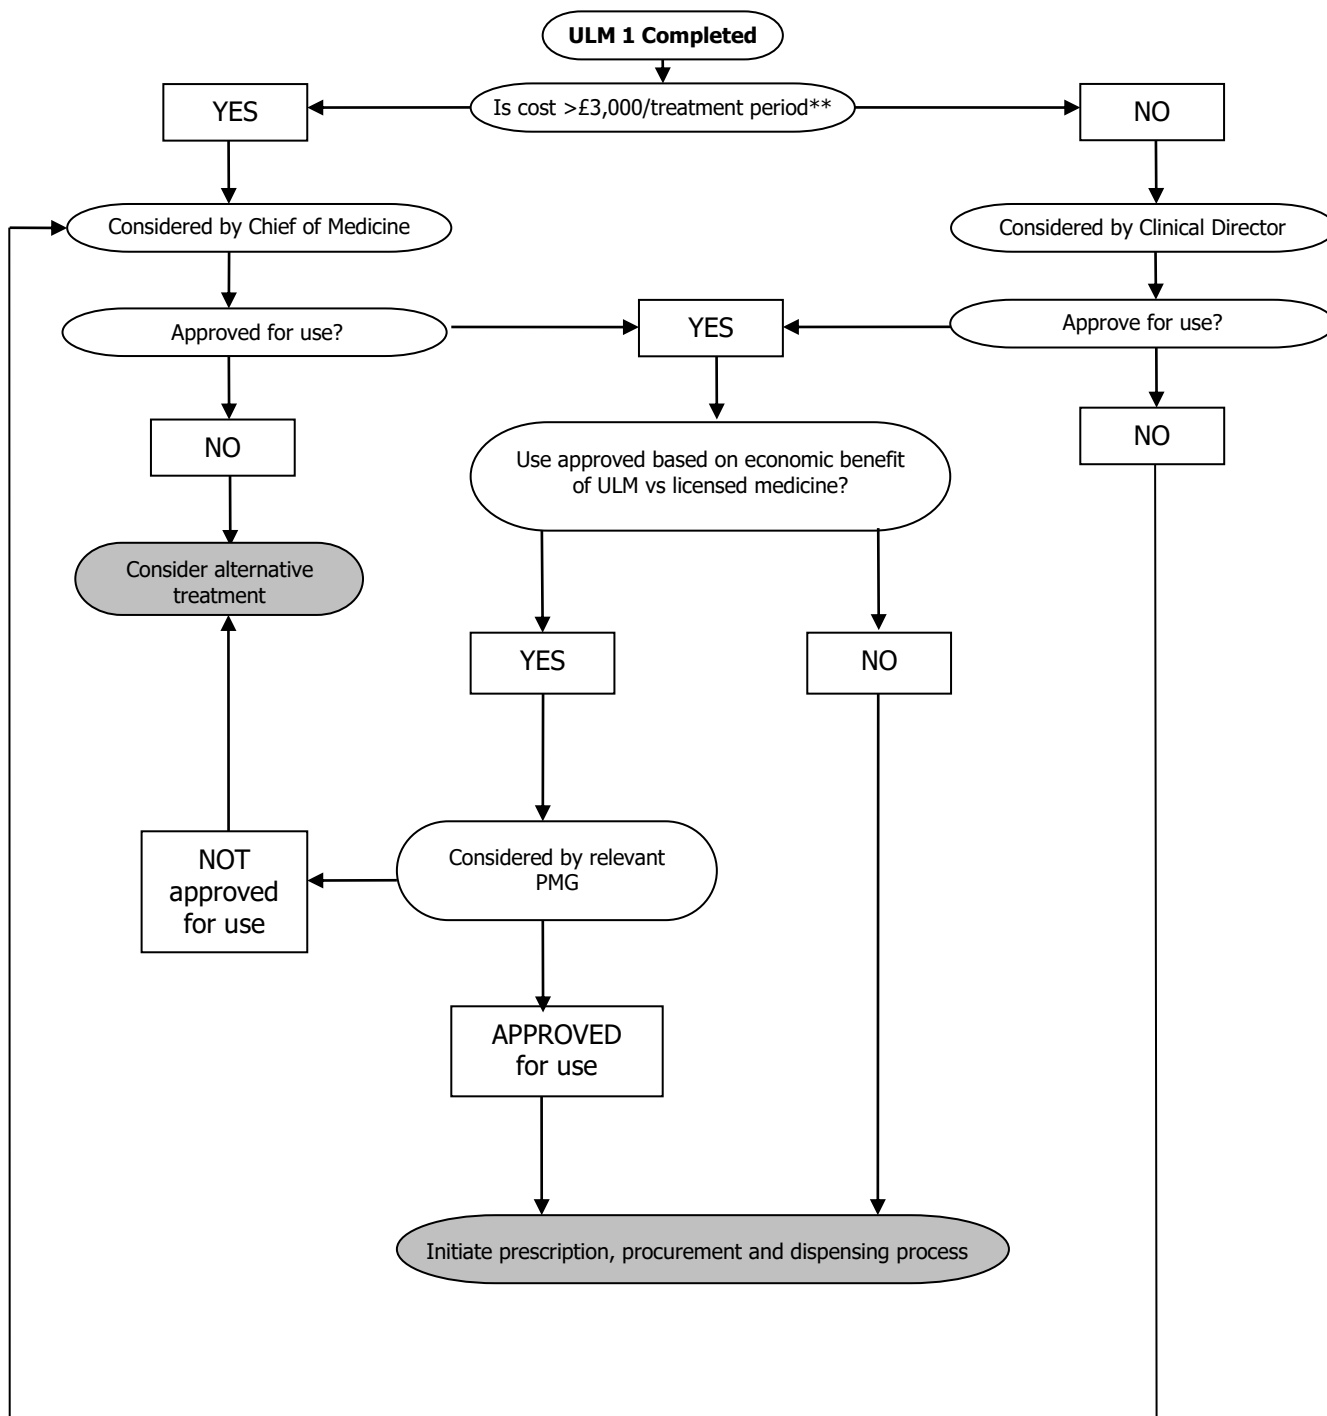 ULM 1 Completed
Is cost >£3,000/treatment period**
YES
NO
Considered by Chief of Medicine
Considered by Clinical Director
Approved for use?
YES
Approve for use?
NO
NO
Use approved based on economic benefit
of ULM vs licensed medicine?
Consider alternative
treatment
YES
NO
NOT
approved
for use
Considered by relevant
PMG
APPROVED
for use
Initiate prescription, procurement and dispensing process